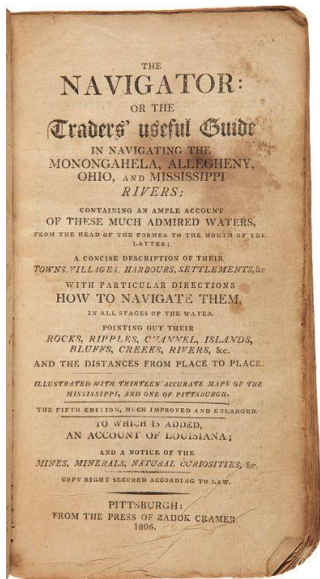 THE
NAVIGATOR:
OR THE
Traders' useful Guide
IN NAVIGATING THE
MONONGAHELA, ALLEGHENY,
OHIO, AND MISSISSIPPI
RIVERS;
CONTAINING AN AMPLE ACCOUNT
OF THESE MUCH ADMIRED WATERS,
FROM THE HEAD OF THE FORMER TO THE MOUTH OF THE
LATTER;
A CONCISE DESCRIPTION OF THEIR
TOWNS, VILLAGES, HARBOURS, SETTLEMENTS, &c
WITH PARTICULAR DIRECTIONS
HOW TO NAVIGATE THEM,
IN ALL STAGES OF THE WATER.
POINTING OUT THEIR
ROCKS, RIPPLES, CHANNEL, ISLANDS,
BLUFFS, CREEKS, RIVERS, &c.
AND THE DISTANCES FROM PLACE TO PLACE.
ILLUSTRATED WITH THIRTEEN ACCURATE MAPS OF THE
MISSISSIPPI, AND ONE OF PITTSBURGH.
THE FIFTH EDITION, MUCH IMPROVED AND ENLARGED.
TO WHICH IS ADDED,
AN ACCOUNT OF LOUISIANA;
AND A NOTICE OF THE
MINES, MINERALS, NATURAL CURIOSITIES, &c.
COPY RIGHT SECURED ACCORDING TO LAW.
PITTSBURGH:
FROM THE PRESS OF ZADOK CRAMER
1806.